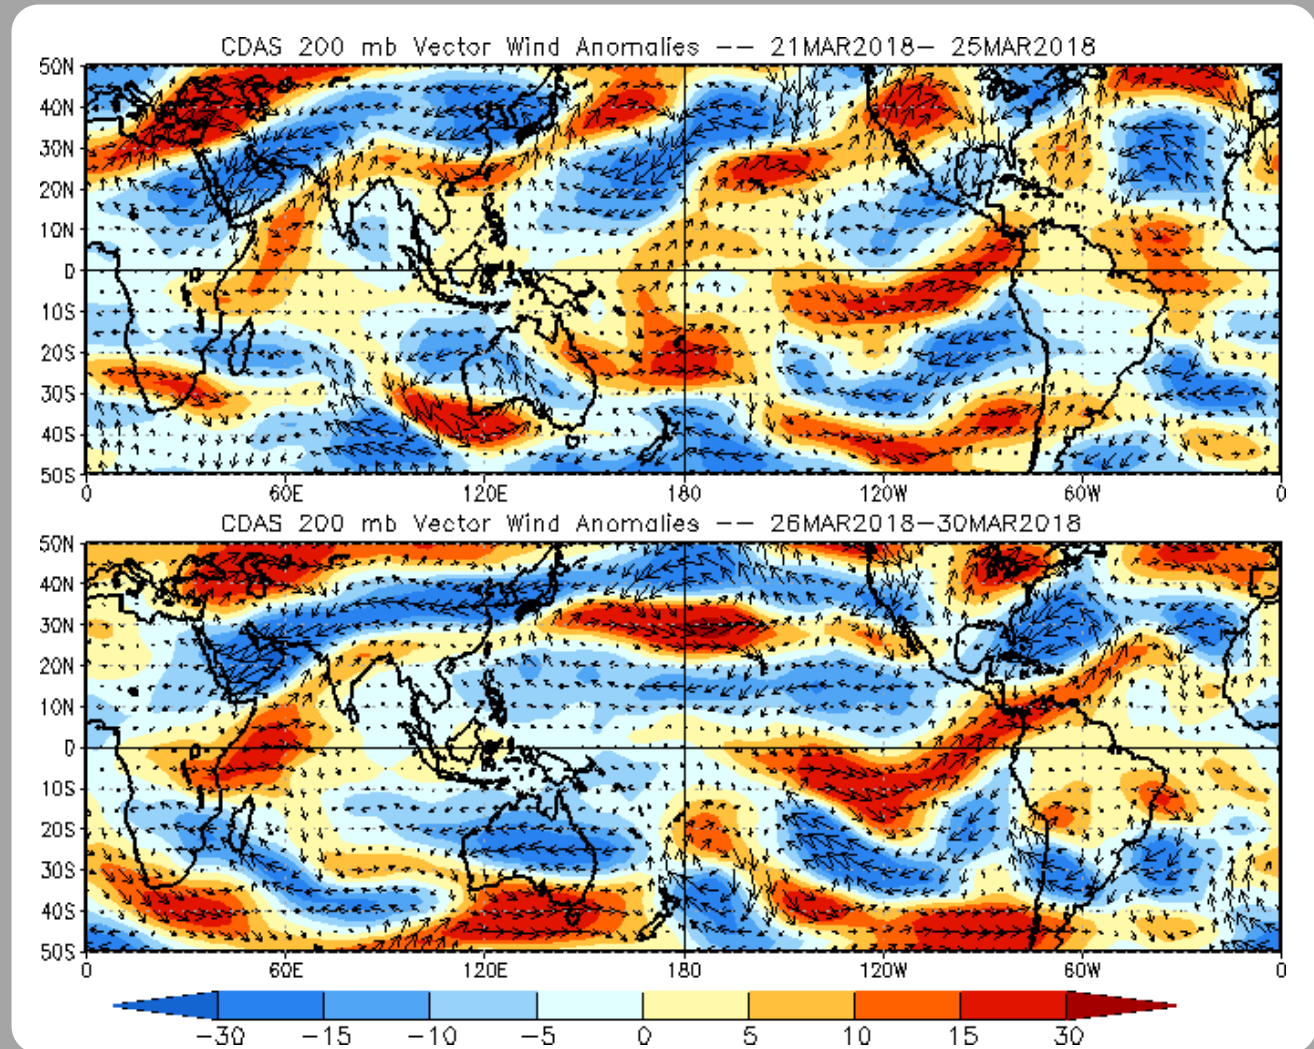 CDAS 200 mb Vector Wind Anomalies -- 21MAR2018- 25MAR2018
50N
40N
30N
20N
10N
0
10S
20S
30S
40S
50S
0 60E 120E 180 120W 60W 0
CDAS 200 mb Vector Wind Anomalies -- 26MAR2018-30MAR2018
50N
40N
30N
20N
10N
0
10S
20S
30S
40S
50S
0 60E 120E 180 120W 60W 0
-30 -15 -10 -5 0 5 10 15 30